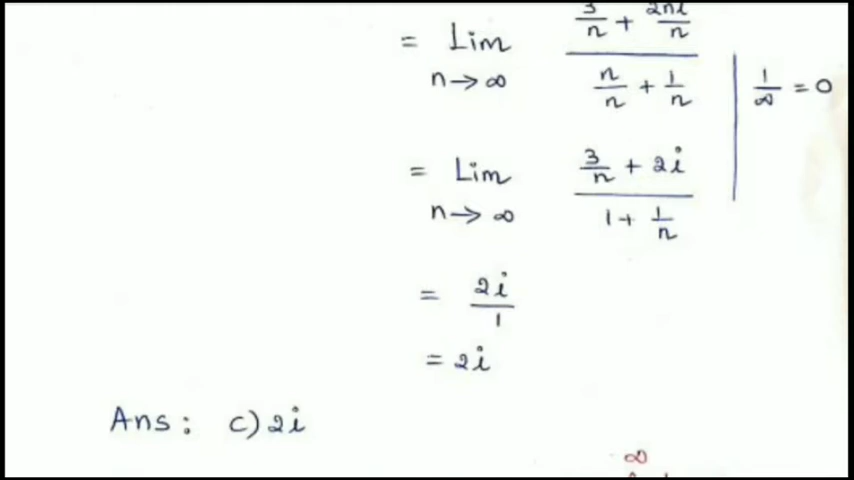 = Lim 3/n + 2ni/n
n→∞ n/n + 1/n | 1/∞ = 0
= Lim 3/n + 2i
n→∞ 1 + 1/n
= 2i/1
= 2i
Ans: c) 2i
∞